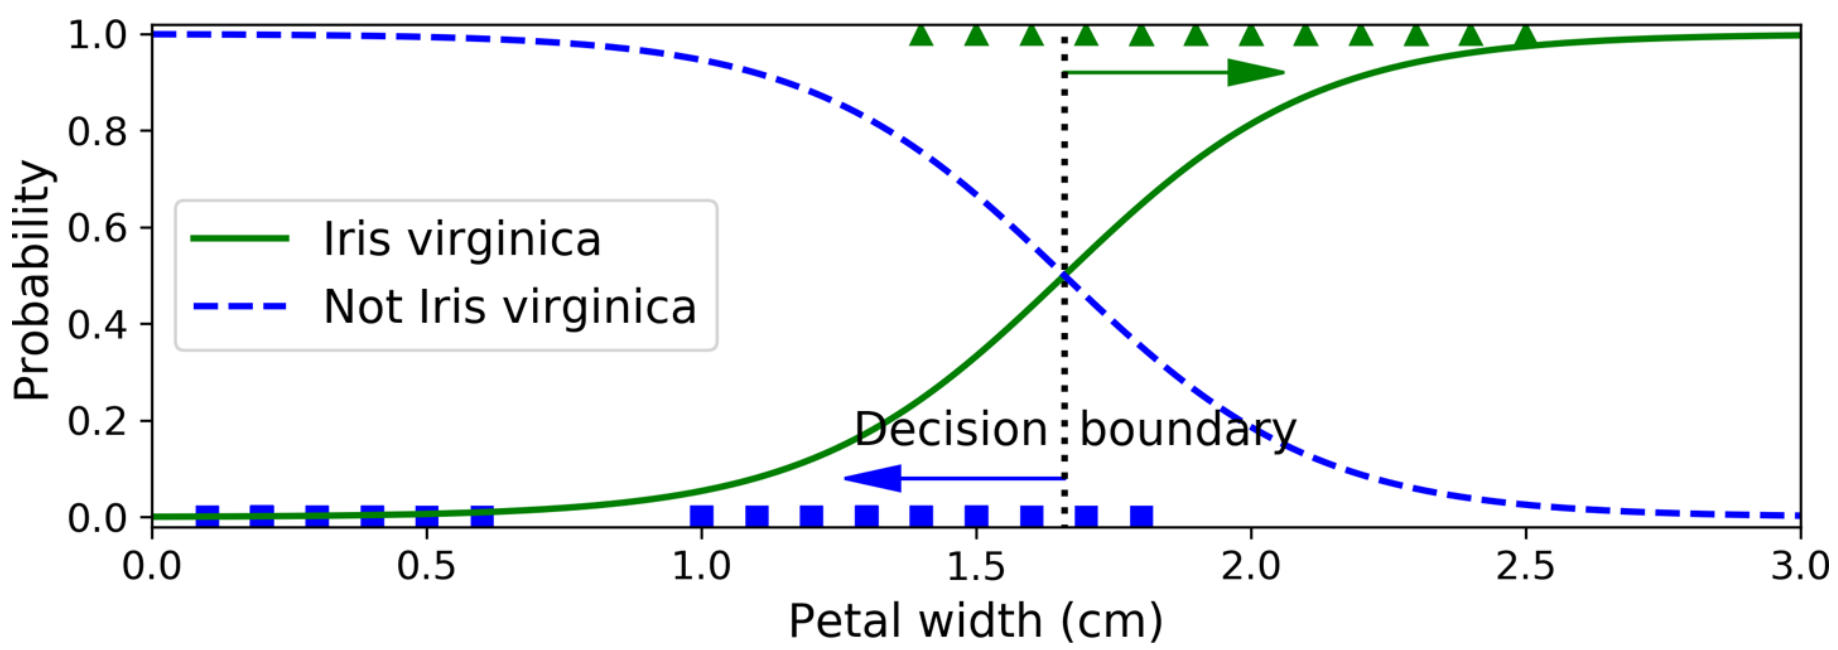 1.0
0.8
0.6
0.4
0.2
0.0
Probability
Iris virginica
Not Iris virginica
Decision boundary
0.0 0.5 1.0 1.5 2.0 2.5 3.0
Petal width (cm)